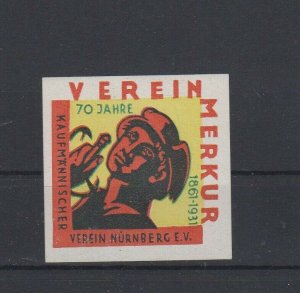 VEREIN
MERKUR
70 JAHRE
1861-1931
KAUFMÄNNISCHER
VEREIN NÜRNBERG E.V.